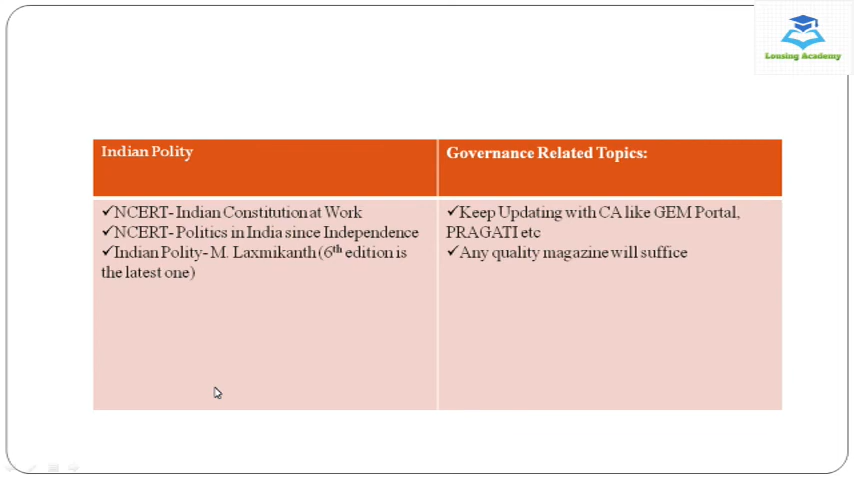 Lousing Academy
Indian Polity
Governance Related Topics:
✓NCERT- Indian Constitution at Work
✓NCERT- Politics in India since Independence
✓Indian Polity- M. Laxmikanth (6th edition is
the latest one)
✓Keep Updating with CA like GEM Portal,
PRAGATI etc
✓Any quality magazine will suffice